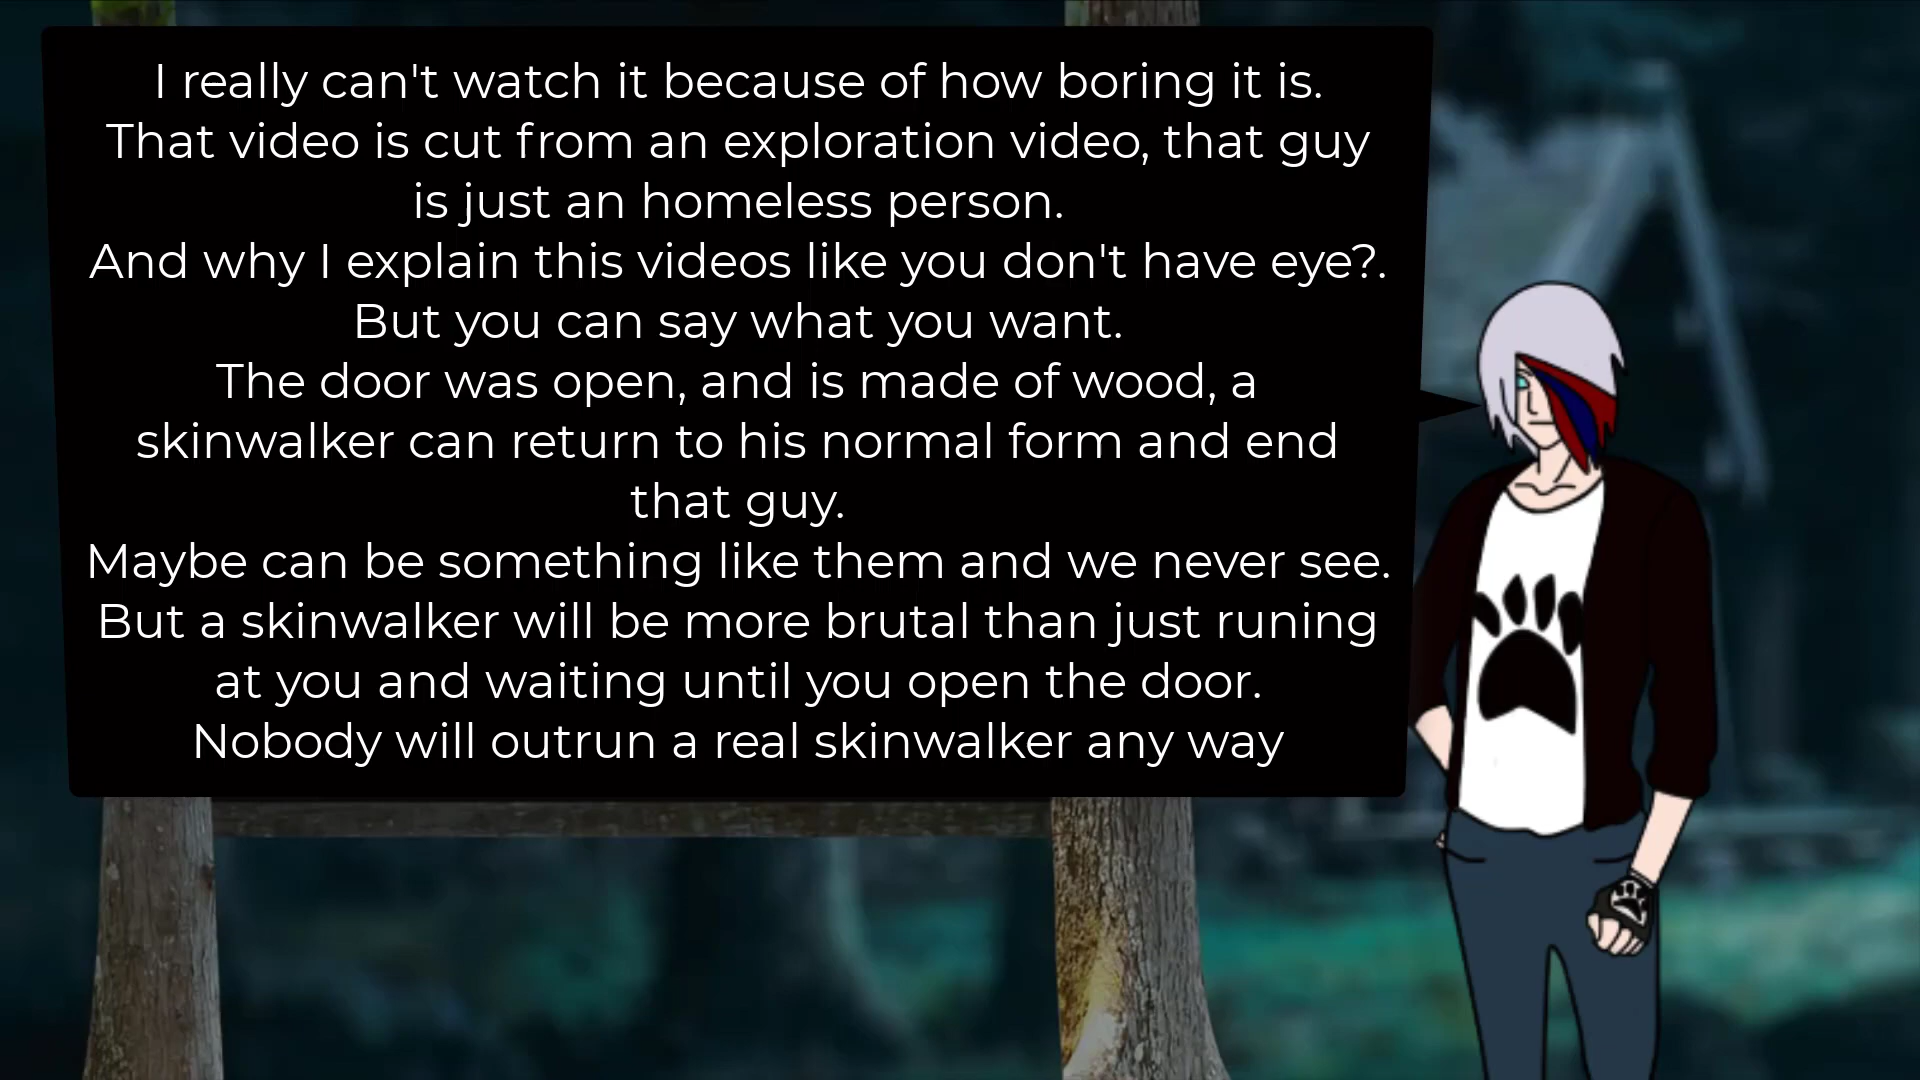 I really can't watch it because of how boring it is.
That video is cut from an exploration video, that guy
is just an homeless person.
And why I explain this videos like you don't have eye?.
But you can say what you want.
The door was open, and is made of wood, a
skinwalker can return to his normal form and end
that guy.
Maybe can be something like them and we never see.
But a skinwalker will be more brutal than just runing
at you and waiting until you open the door.
Nobody will outrun a real skinwalker any way